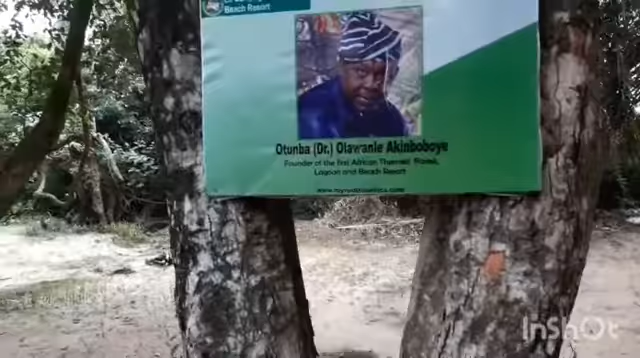 Beach Resort
Otunba (Dr.) Olawanle Akinboboye
Founder of the first African Themed Forest,
Lagoon and Beach Resort
InShOt